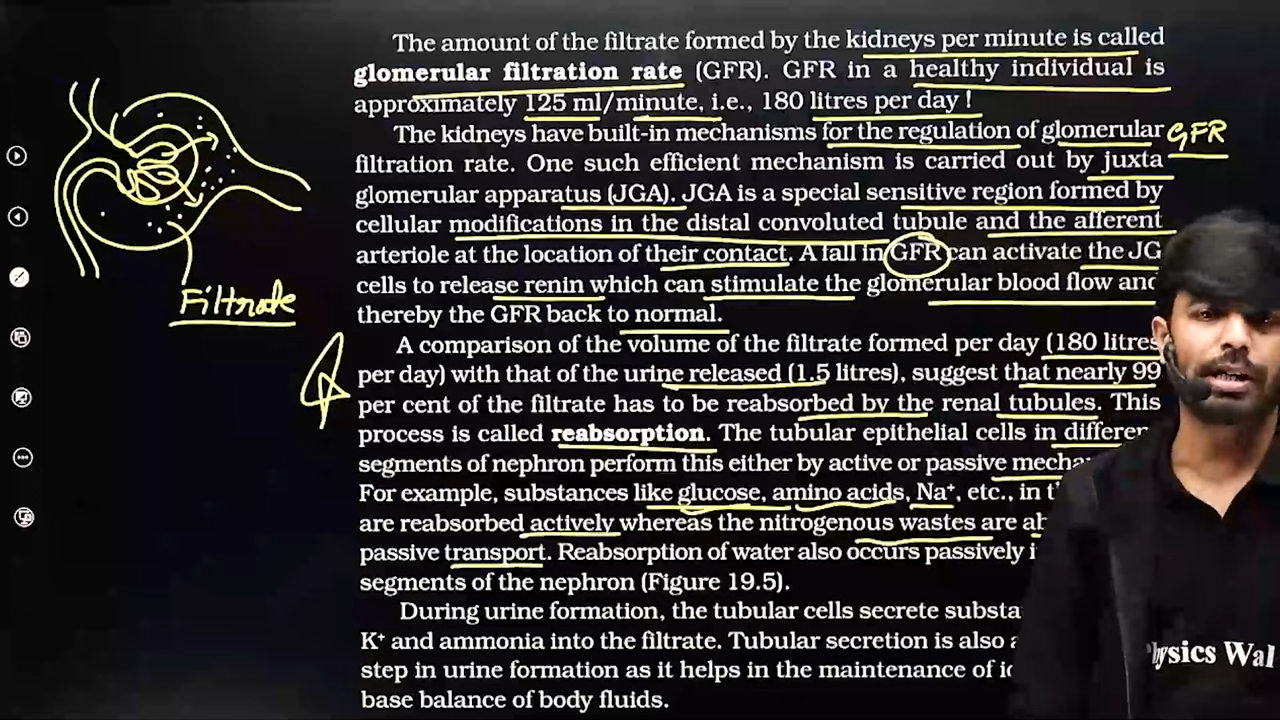 The amount of the filtrate formed by the kidneys per minute is called
glomerular filtration rate (GFR). GFR in a healthy individual is
approximately 125 ml/minute, i.e., 180 litres per day !
The kidneys have built-in mechanisms for the regulation of glomerular GFR
filtration rate. One such efficient mechanism is carried out by juxta
glomerular apparatus (JGA). JGA is a special sensitive region formed by
cellular modifications in the distal convoluted tubule and the afferent
arteriole at the location of their contact. A fall in GFR can activate the JG
cells to release renin which can stimulate the glomerular blood flow and
Filtrate
thereby the GFR back to normal.
A comparison of the volume of the filtrate formed per day (180 litres
per day) with that of the urine released (1.5 litres), suggest that nearly 99
per cent of the filtrate has to be reabsorbed by the renal tubules. This
process is called reabsorption. The tubular epithelial cells in
segments of nephron perform this either by active or passive
For example, substances like glucose, amino acids, Na⁺, etc., in
are reabsorbed actively whereas the nitrogenous wastes are
passive transport. Reabsorption of water also occurs passively
segments of the nephron (Figure 19.5).
During urine formation, the tubular cells secrete
K⁺ and ammonia into the filtrate. Tubular secretion is also
step in urine formation as it helps in the maintenance of
base balance of body fluids.